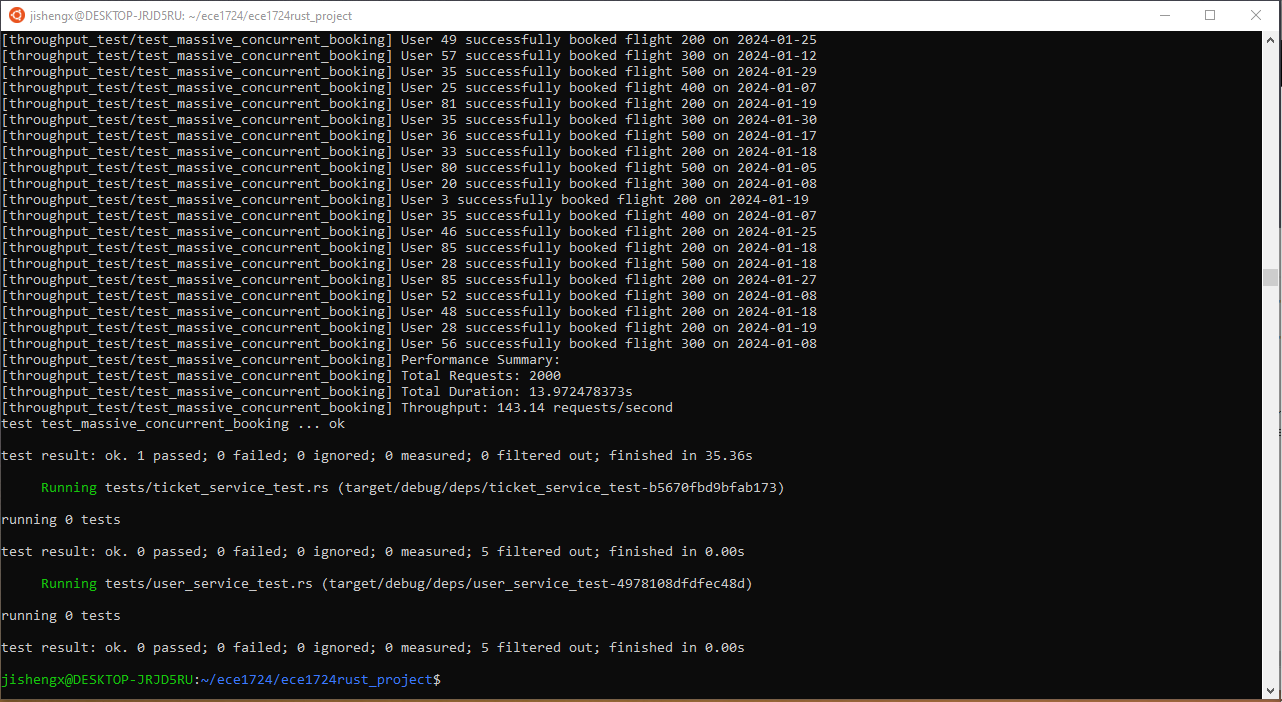 jishengx@DESKTOP-JRJD5RU: ~/ece1724/ece1724rust_project
[throughput_test/test_massive_concurrent_booking] User 49 successfully booked flight 200 on 2024-01-25
[throughput_test/test_massive_concurrent_booking] User 57 successfully booked flight 300 on 2024-01-12
[throughput_test/test_massive_concurrent_booking] User 35 successfully booked flight 500 on 2024-01-29
[throughput_test/test_massive_concurrent_booking] User 25 successfully booked flight 400 on 2024-01-07
[throughput_test/test_massive_concurrent_booking] User 81 successfully booked flight 200 on 2024-01-19
[throughput_test/test_massive_concurrent_booking] User 35 successfully booked flight 300 on 2024-01-30
[throughput_test/test_massive_concurrent_booking] User 36 successfully booked flight 500 on 2024-01-17
[throughput_test/test_massive_concurrent_booking] User 33 successfully booked flight 200 on 2024-01-18
[throughput_test/test_massive_concurrent_booking] User 80 successfully booked flight 500 on 2024-01-05
[throughput_test/test_massive_concurrent_booking] User 20 successfully booked flight 300 on 2024-01-08
[throughput_test/test_massive_concurrent_booking] User 3 successfully booked flight 200 on 2024-01-19
[throughput_test/test_massive_concurrent_booking] User 35 successfully booked flight 400 on 2024-01-07
[throughput_test/test_massive_concurrent_booking] User 46 successfully booked flight 200 on 2024-01-25
[throughput_test/test_massive_concurrent_booking] User 85 successfully booked flight 200 on 2024-01-18
[throughput_test/test_massive_concurrent_booking] User 28 successfully booked flight 500 on 2024-01-18
[throughput_test/test_massive_concurrent_booking] User 85 successfully booked flight 200 on 2024-01-27
[throughput_test/test_massive_concurrent_booking] User 52 successfully booked flight 300 on 2024-01-08
[throughput_test/test_massive_concurrent_booking] User 48 successfully booked flight 200 on 2024-01-18
[throughput_test/test_massive_concurrent_booking] User 28 successfully booked flight 200 on 2024-01-19
[throughput_test/test_massive_concurrent_booking] User 56 successfully booked flight 300 on 2024-01-08
[throughput_test/test_massive_concurrent_booking] Performance Summary:
[throughput_test/test_massive_concurrent_booking] Total Requests: 2000
[throughput_test/test_massive_concurrent_booking] Total Duration: 13.972478373s
[throughput_test/test_massive_concurrent_booking] Throughput: 143.14 requests/second
test test_massive_concurrent_booking ... ok
test result: ok. 1 passed; 0 failed; 0 ignored; 0 measured; 0 filtered out; finished in 35.36s
Running tests/ticket_service_test.rs (target/debug/deps/ticket_service_test-b5670fbd9bfab173)
running 0 tests
test result: ok. 0 passed; 0 failed; 0 ignored; 0 measured; 5 filtered out; finished in 0.00s
Running tests/user_service_test.rs (target/debug/deps/user_service_test-4978108dfdfec48d)
running 0 tests
test result: ok. 0 passed; 0 failed; 0 ignored; 0 measured; 5 filtered out; finished in 0.00s
jishengx@DESKTOP-JRJD5RU:~/ece1724/ece1724rust_project$